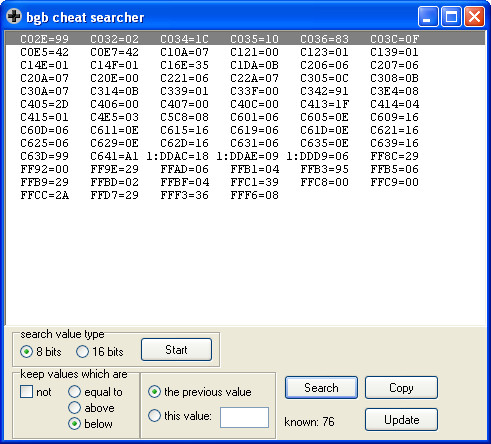 bgb cheat searcher
C02E=99 C032=02 C034=1C C035=10 C036=83 C03C=0F
C0E5=42 C0E7=42 C10A=07 C121=00 C123=01 C139=01
C14E=01 C14F=01 C16E=35 C1DA=0B C206=06 C207=06
C20A=07 C20E=00 C221=06 C22A=07 C305=0C C308=0B
C30A=07 C314=0B C339=01 C33F=00 C342=91 C3E4=08
C405=2D C406=00 C407=00 C40C=00 C413=1F C414=04
C415=01 C4E5=03 C5C8=08 C601=06 C605=0E C609=16
C60D=06 C611=0E C615=16 C619=06 C61D=0E C621=16
C625=06 C629=0E C62D=16 C631=06 C635=0E C639=16
C63D=99 C641=A1 1:DDAC=18 1:DDAE=09 1:DDD9=06 FF8C=29
FF92=00 FF9E=29 FFAD=06 FFB1=04 FFB3=95 FFB5=06
FFB9=29 FFBD=02 FFBF=04 FFC1=39 FFC8=00 FFC9=00
FFCC=2A FFD7=29 FFF3=36 FFF6=08
search value type
8 bits 16 bits Start
keep values which are
not equal to the previous value Search Copy
above
below this value: known: 76 Update